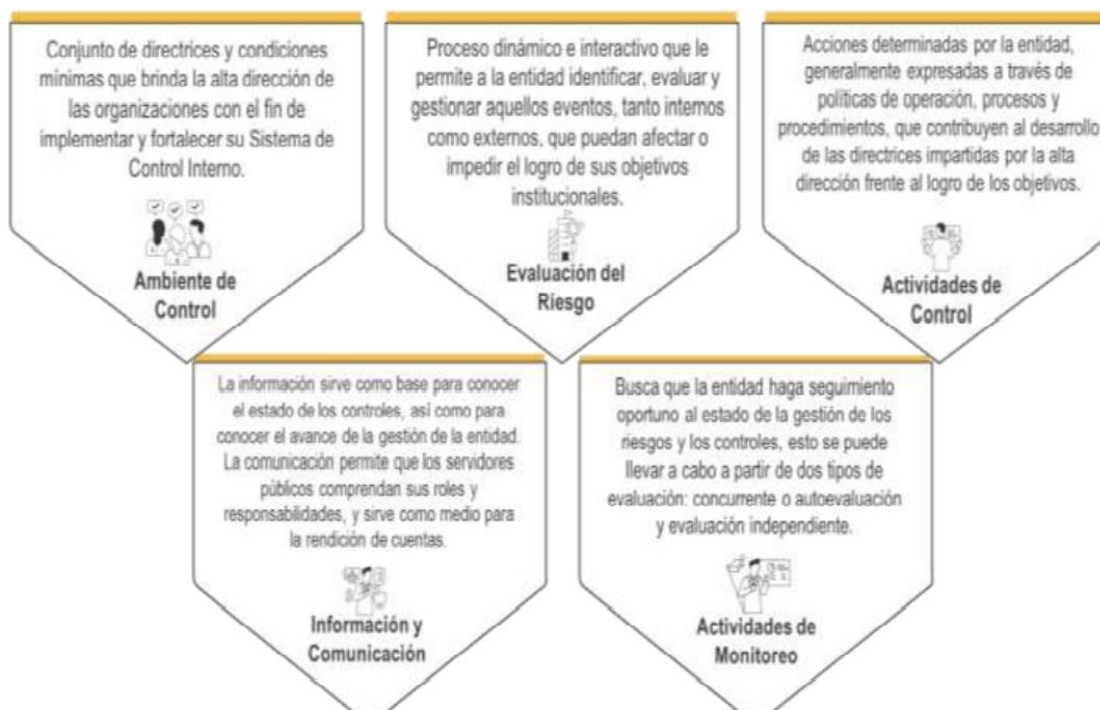 Conjunto de directrices y condiciones
mínimas que brinda la alta dirección de
las organizaciones con el fin de
implementar y fortalecer su Sistema de
Control Interno.
Ambiente de
Control
Proceso dinámico e interactivo que le
permite a la entidad identificar, evaluar y
gestionar aquellos eventos, tanto internos
como externos, que puedan afectar o
impedir el logro de sus objetivos
institucionales.
Evaluación del
Riesgo
Acciones determinadas por la entidad,
generalmente expresadas a través de
políticas de operación, procesos y
procedimientos, que contribuyen al desarrollo
de las directrices impartidas por la alta
dirección frente al logro de los objetivos.
Actividades de
Control
La información sirve como base para conocer
el estado de los controles, así como para
conocer el avance de la gestión de la entidad.
La comunicación permite que los servidores
públicos comprendan sus roles y
responsabilidades, y sirve como medio para
la rendición de cuentas.
Información y
Comunicación
Busca que la entidad haga seguimiento
oportuno al estado de la gestión de los
riesgos y los controles, esto se puede
llevar a cabo a partir de dos tipos de
evaluación: concurrente o autoevaluación
y evaluación independiente.
Actividades de
Monitoreo